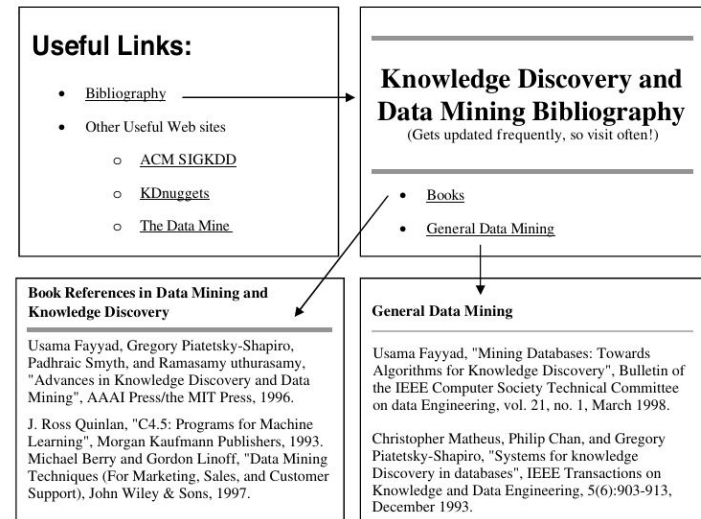 Useful Links:
• Bibliography
• Other Useful Web sites
o ACM SIGKDD
o KDnuggets
o The Data Mine
Knowledge Discovery and
Data Mining Bibliography
(Gets updated frequently, so visit often!)
• Books
• General Data Mining
Book References in Data Mining and
Knowledge Discovery
Usama Fayyad, Gregory Piatetsky-Shapiro,
Padhraic Smyth, and Ramasamy uthurasamy,
"Advances in Knowledge Discovery and Data
Mining", AAAI Press/the MIT Press, 1996.
J. Ross Quinlan, "C4.5: Programs for Machine
Learning", Morgan Kaufmann Publishers, 1993.
Michael Berry and Gordon Linoff, "Data Mining
Techniques (For Marketing, Sales, and Customer
Support), John Wiley & Sons, 1997.
General Data Mining
Usama Fayyad, "Mining Databases: Towards
Algorithms for Knowledge Discovery", Bulletin of
the IEEE Computer Society Technical Committee
on data Engineering, vol. 21, no. 1, March 1998.
Christopher Matheus, Philip Chan, and Gregory
Piatetsky-Shapiro, "Systems for knowledge
Discovery in databases", IEEE Transactions on
Knowledge and Data Engineering, 5(6):903-913,
December 1993.